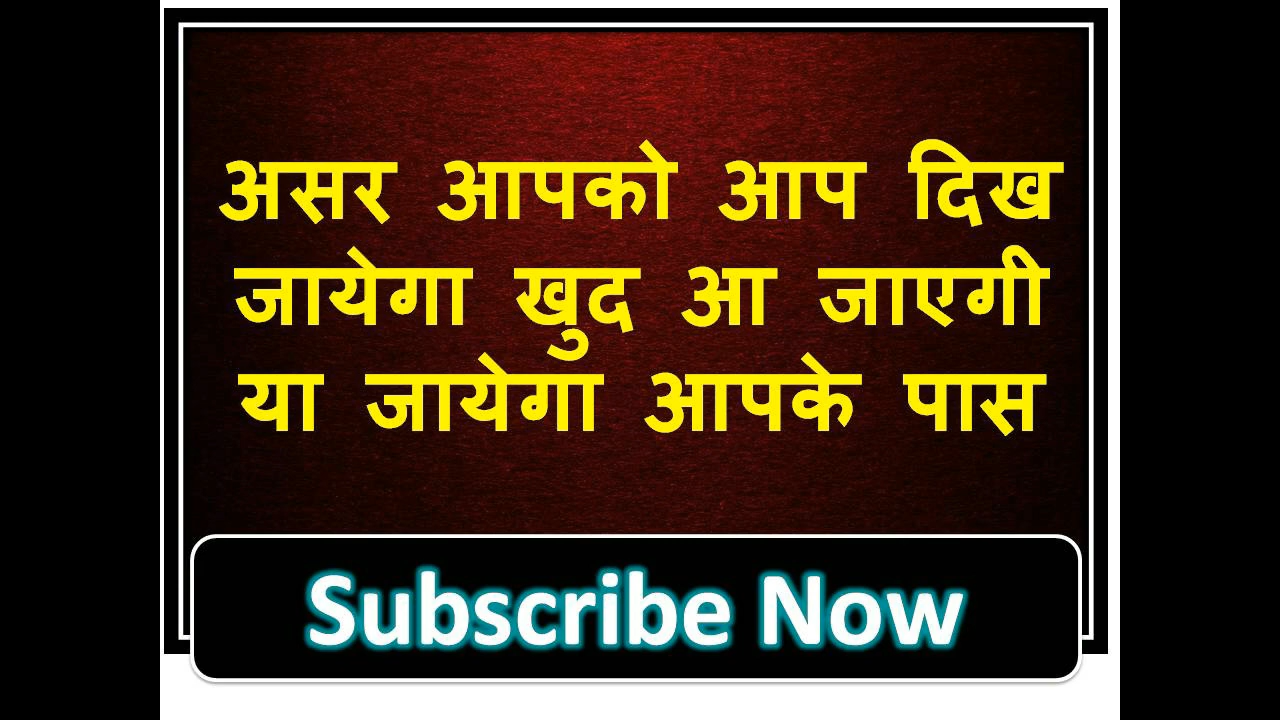 असर आपको आप दिख
जायेगा खुद आ जाएगी
या जायेगा आपके पास
Subscribe Now